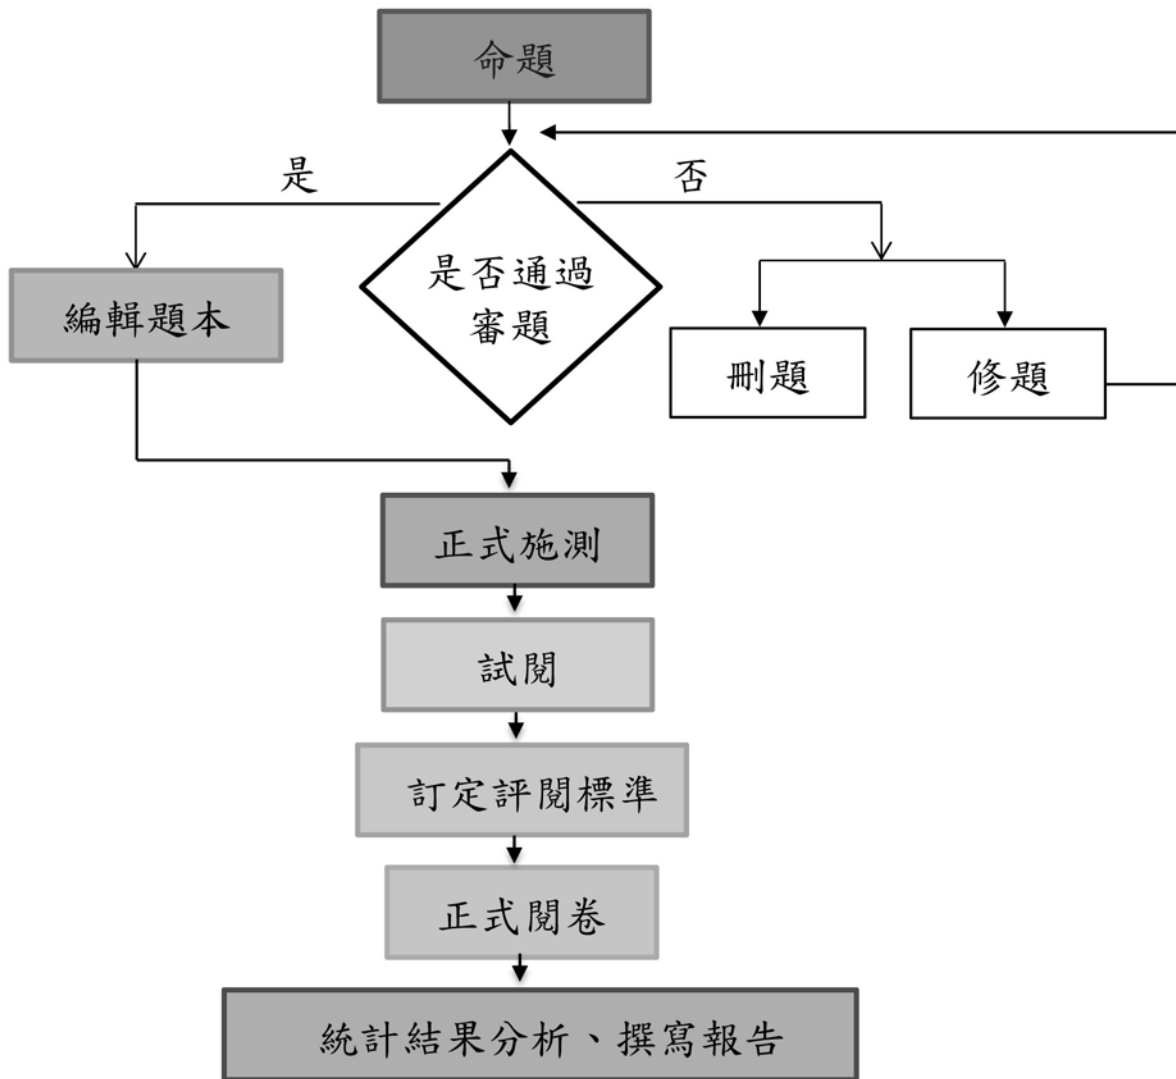 命題
是
否
是否通過
審題
編輯題本
刪題
修題
正式施測
試閱
訂定評閱標準
正式閱卷
統計結果分析、撰寫報告